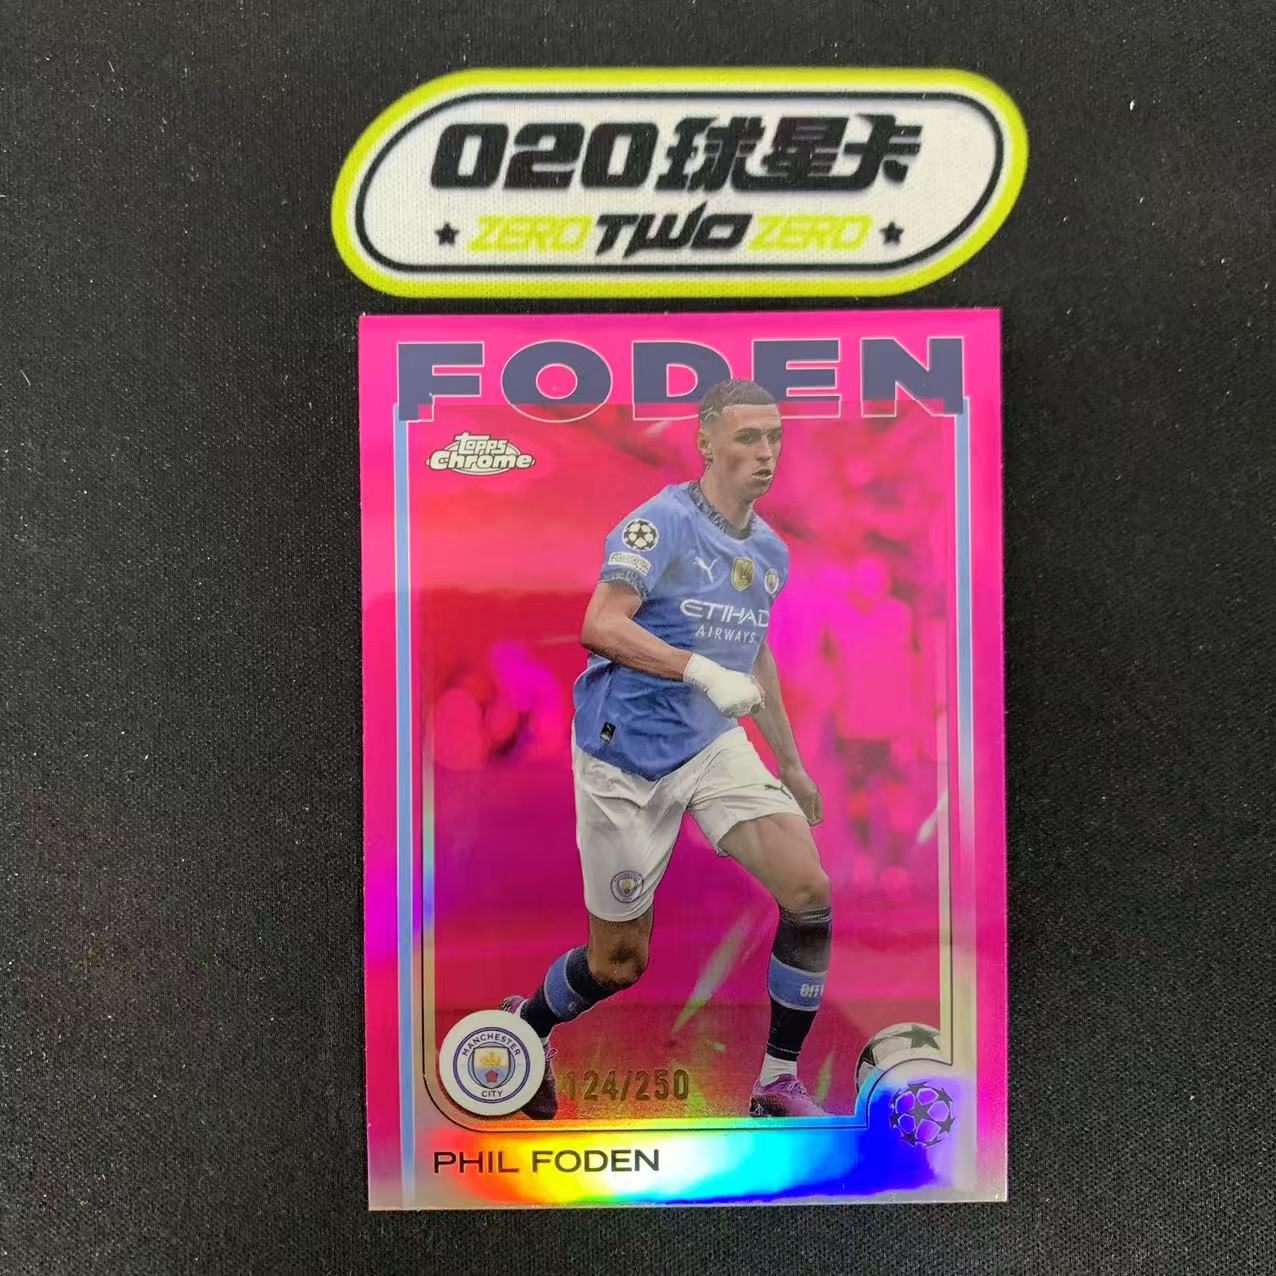 020球星卡
★ ZERO TWO ZERO ★
FODEN
Topps
Chrome
ETIHAD
AIRWAYS
MANCHESTER
CITY
124/250
PHIL FODEN